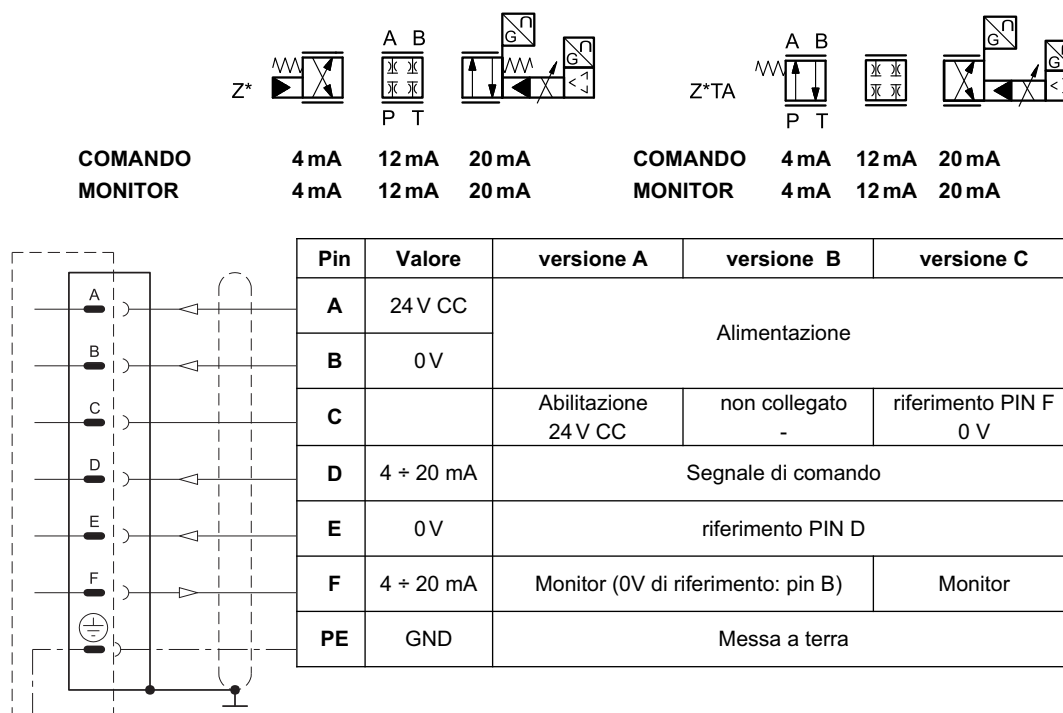 A B
G
G
Z*
P T
A B
G
G
Z*TA
P T
COMANDO 4 mA 12 mA 20 mA
MONITOR 4 mA 12 mA 20 mA
COMANDO 4 mA 12 mA 20 mA
MONITOR 4 mA 12 mA 20 mA
Pin Valore versione A versione B versione C
A A 24 V CC Alimentazione
B B 0 V
C C Abilitazione 24 V CC non collegato - riferimento PIN F 0 V
D D 4 ÷ 20 mA Segnale di comando
E E 0 V riferimento PIN D
F F 4 ÷ 20 mA Monitor (0V di riferimento: pin B) Monitor
PE GND Messa a terra